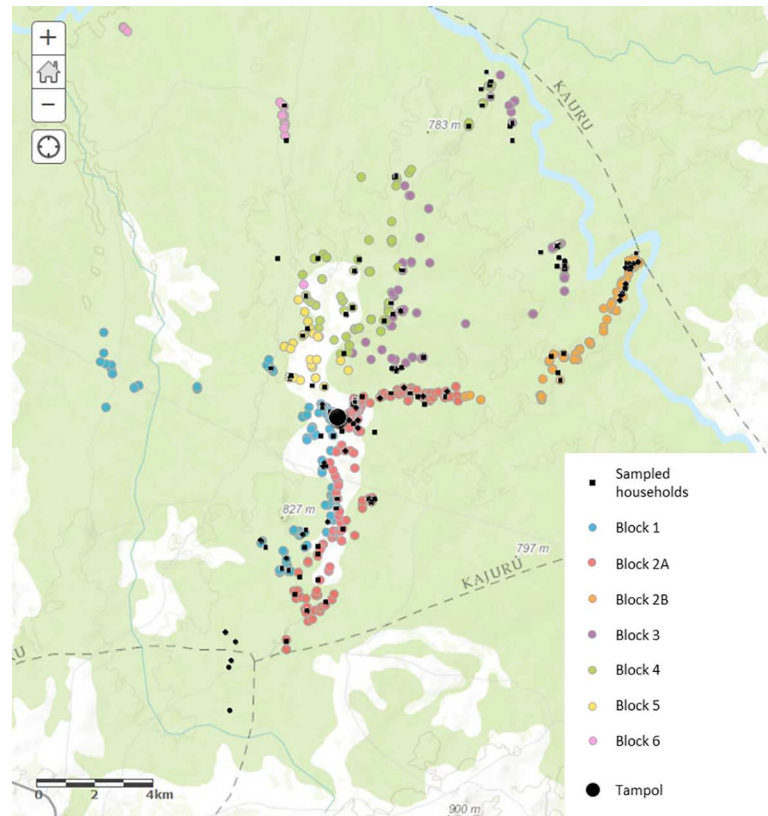 +
−
KAURU
783 m
827 m
797 m
KAJURU
U
0 2 4km
900 m
Sampled
households
Block 1
Block 2A
Block 2B
Block 3
Block 4
Block 5
Block 6
Tampol